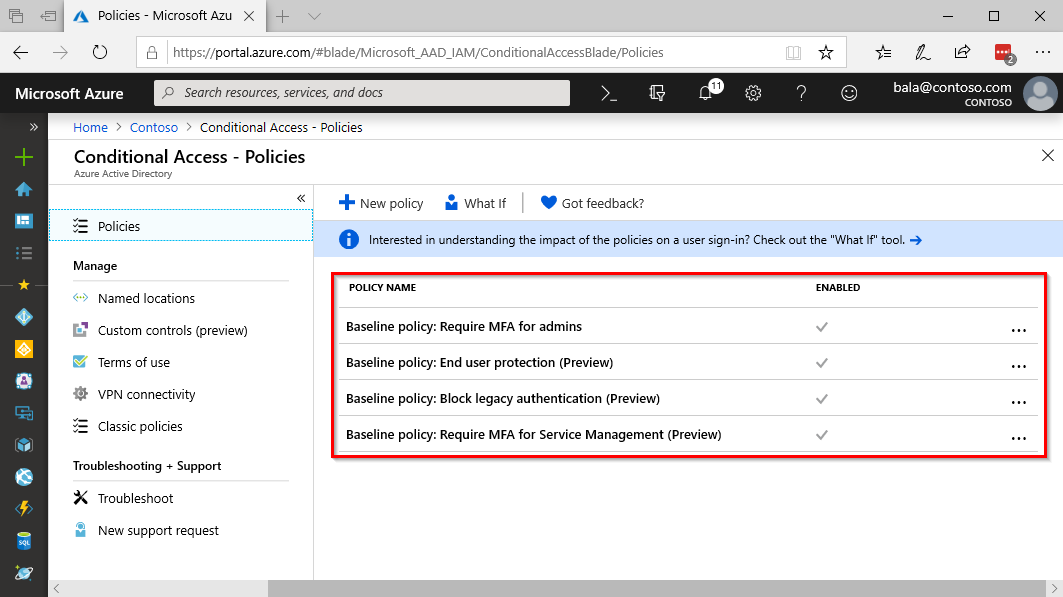 Policies - Microsoft Azu
https://portal.azure.com/#blade/Microsoft_AAD_IAM/ConditionalAccessBlade/Policies
2
Microsoft Azure
Search resources, services, and docs
11
bala@contoso.com
CONTOSO
Home > Contoso > Conditional Access - Policies
Conditional Access - Policies
Azure Active Directory
Policies
Manage
Named locations
Custom controls (preview)
Terms of use
VPN connectivity
Classic policies
Troubleshooting + Support
Troubleshoot
New support request
New policy What If Got feedback?
Interested in understanding the impact of the policies on a user sign-in? Check out the "What If" tool. →
POLICY NAME ENABLED
Baseline policy: Require MFA for admins
Baseline policy: End user protection (Preview)
Baseline policy: Block legacy authentication (Preview)
Baseline policy: Require MFA for Service Management (Preview)
SQL